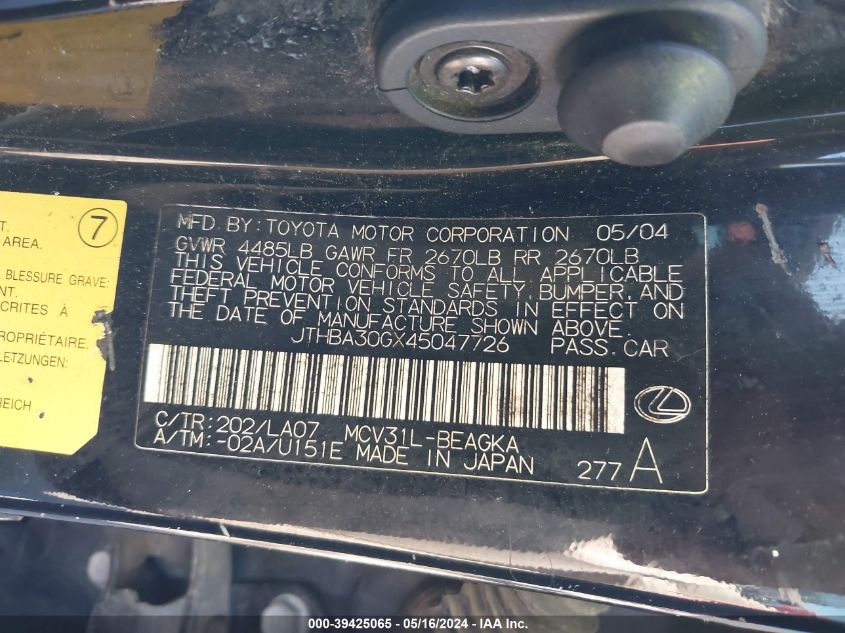 7
T.
AREA.
BLESSURE GRAVE:
ENT.
CRITES À
PROPRIÉTAIRE.
LETZUNGEN:
REICH
MFD BY: TOYOTA MOTOR CORPORATION 05/04
GVWR 4485LB GAWR FR 2670LB RR 2670LB
THIS VEHICLE CONFORMS TO ALL APPLICABLE
FEDERAL MOTOR VEHICLE SAFETY, BUMPER, AND
THEFT PREVENTION STANDARDS IN EFFECT ON
THE DATE OF MANUFACTURE SHOWN ABOVE.
JTHBA30GX45047726 PASS. CAR
C/TR: 202/LA07 MCV31L-BEAGKA
A/TM: -02A/U151E MADE IN JAPAN 277 A
000-39425065 - 05/16/2024 - IAA Inc.